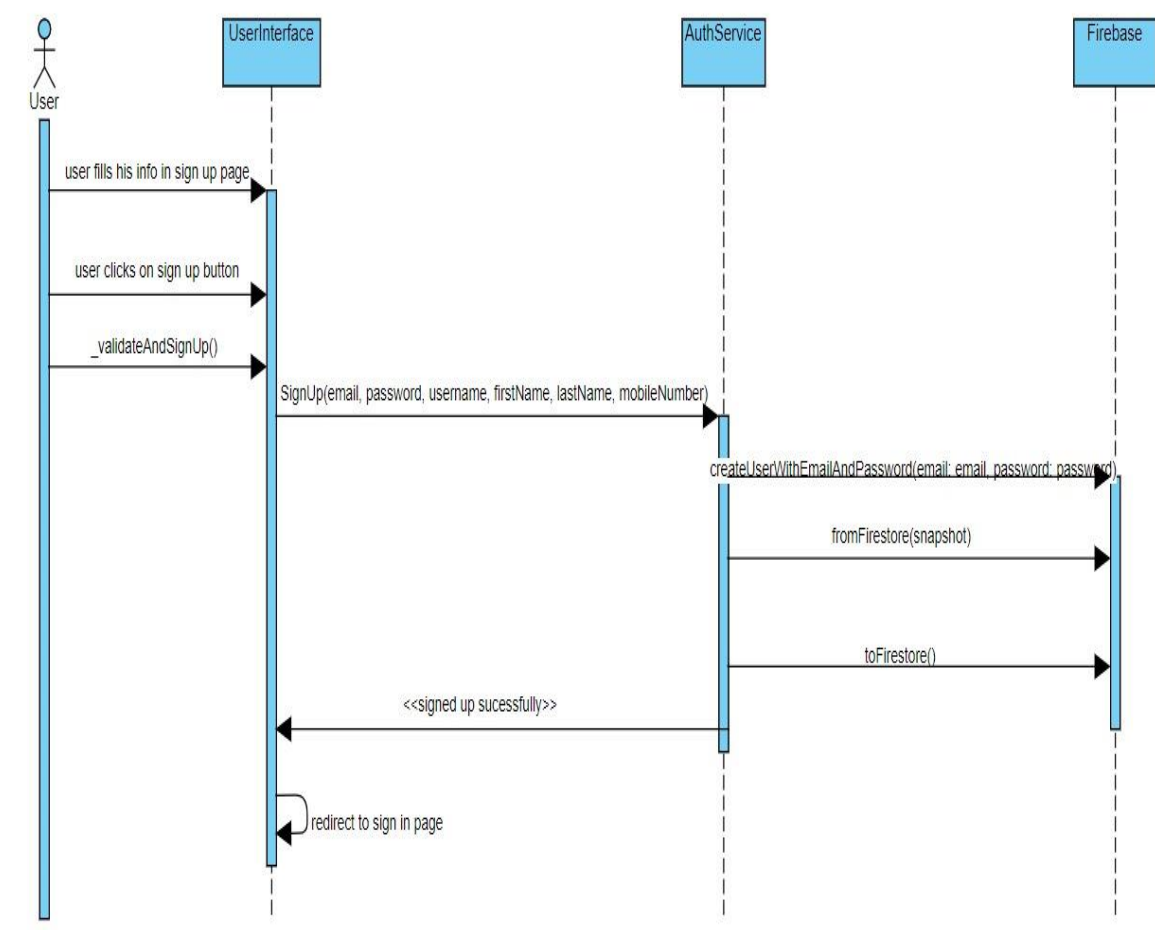 UserInterface
AuthService
Firebase
User
user fills his info in sign up page
user clicks on sign up button
_validateAndSignUp()
SignUp(email, password, username, firstName, lastName, mobileNumber)
createUserWithEmailAndPassword(email: email, password: password)
fromFirestore(snapshot)
toFirestore()
<<signed up sucessfully>>
redirect to sign in page